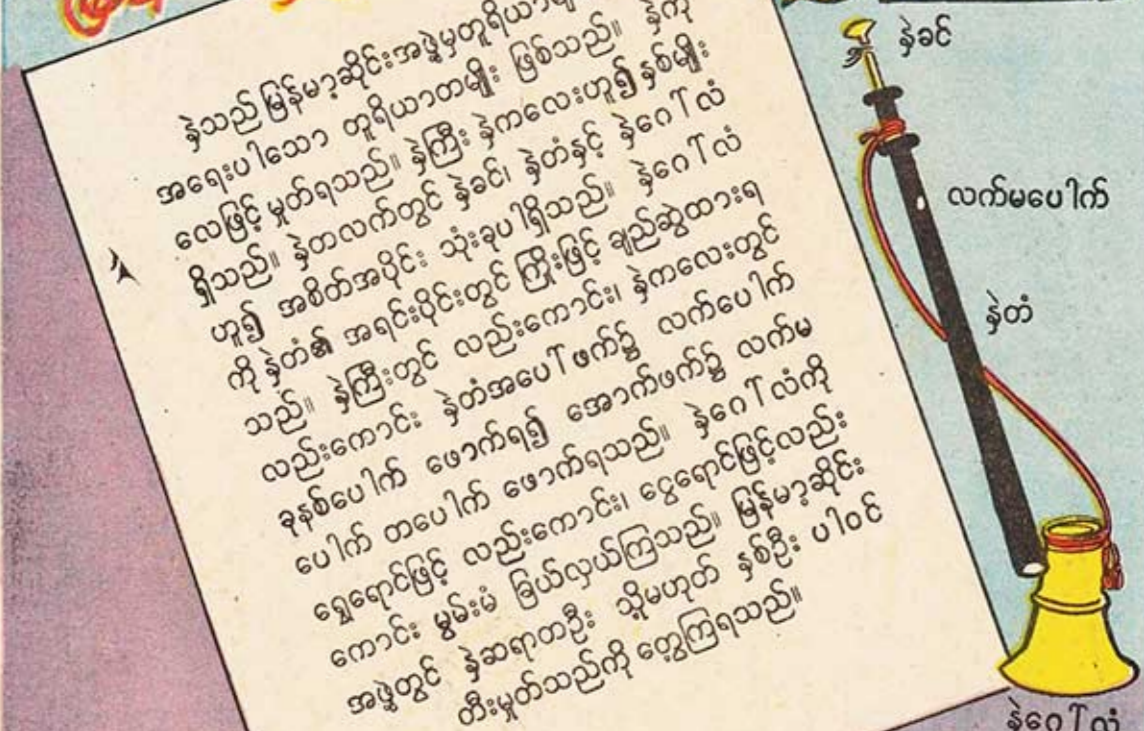 နှဲသည် မြန်မာ့ဆိုင်းအဖွဲ့မှတူရိယာ
အရေးပါသော တူရိယာတမျိုး ဖြစ်သည်။ နှဲကို
လေဖြင့် မှုတ်ရသည်။ နှဲကြီး နှဲကလေးဟူ၍ နှစ်မျိုး
ရှိသည်။ နှဲတလက်တွင် နှဲခင်၊ နှဲတံနှင့် နှဲဂေါ်လံ
ဟူ၍ အစိတ်အပိုင်း သုံးခုပါရှိသည်။ နှဲဂေါ်လံ
ကို နှဲတံ၏ အရင်းပိုင်းတွင် ကြိုးဖြင့် ချည်ဆွဲထားရ
သည်။ နှဲကြီးတွင် လည်းကောင်း၊ နှဲကလေးတွင်
လည်းကောင်း နှဲတံအပေါ်ဖက်၌ လက်ပေါက်
ခုနစ်ပေါက် ဖောက်ရ၍ အောက်ဖက်၌ လက်မ
ပေါက် တပေါက် ဖောက်ရသည်။ နှဲဂေါ်လံကို
ရွှေရောင်ဖြင့် လည်းကောင်း၊ ငွေရောင်ဖြင့်လည်း
ကောင်း မွမ်းမံ ခြယ်လှယ်ကြသည်။ မြန်မာ့ဆိုင်း
အဖွဲ့တွင် နှဲဆရာတဦး သို့မဟုတ် နှစ်ဦး ပါဝင်
တီးမှုတ်သည်ကို တွေ့ကြရသည်။
နှဲခင်
လက်မပေါက်
နှဲတံ
နှဲဂေါ်လံ